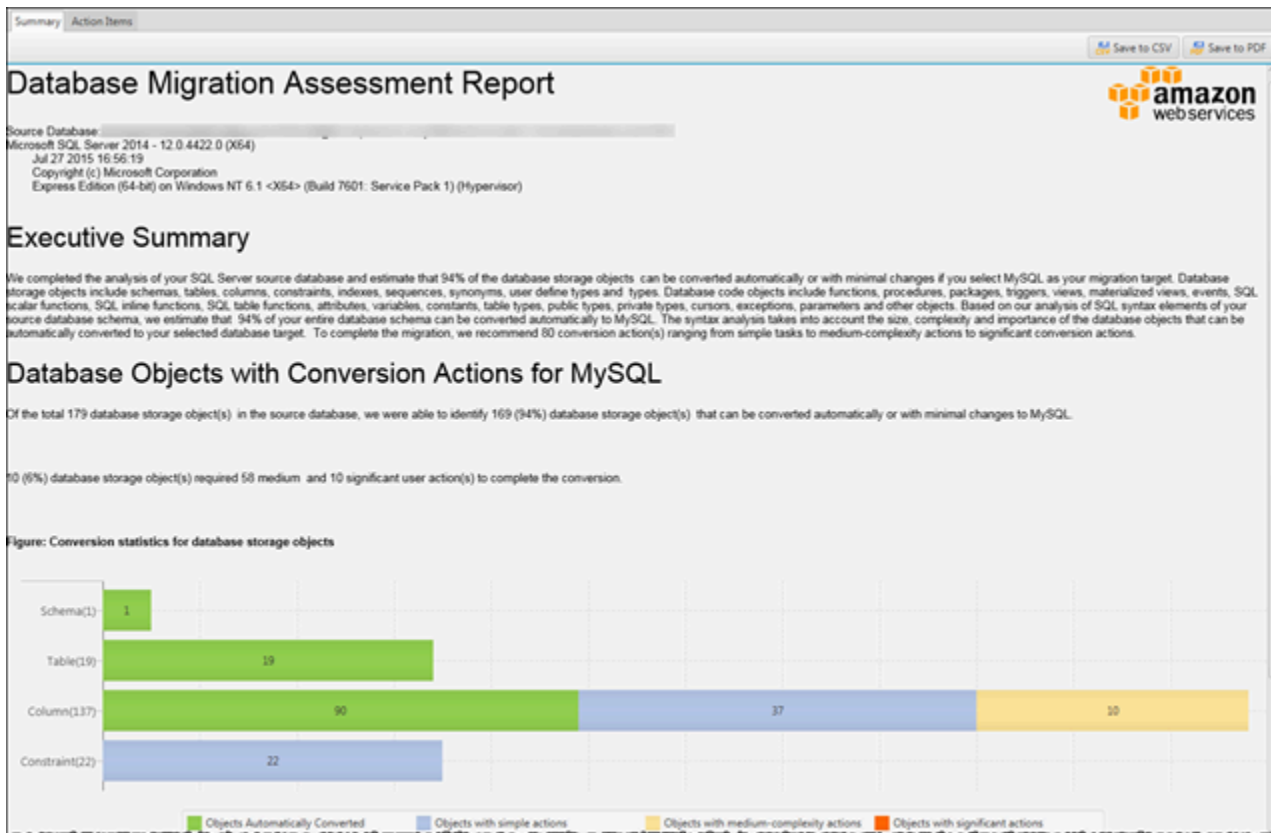 Summary Action Items
Save to CSV Save to PDF
Database Migration Assessment Report
amazon
webservices
Source Database:
Microsoft SQL Server 2014 - 12.0.4422.0 (X64)
Jul 27 2015 16:56:19
Copyright (c) Microsoft Corporation
Express Edition (64-bit) on Windows NT 6.1 <X64> (Build 7601: Service Pack 1) (Hypervisor)
Executive Summary
We completed the analysis of your SQL Server source database and estimate that 94% of the database storage objects can be converted automatically or with minimal changes if you select MySQL as your migration target. Database
storage objects include schemas, tables, columns, constraints, indexes, sequences, synonyms, user define types and types. Database code objects include functions, procedures, packages, triggers, views, materialized views, events, SQL
scalar functions, SQL inline functions, SQL table functions, attributes, variables, constants, table types, public types, private types, cursors, exceptions, parameters and other objects. Based on our analysis of SQL syntax elements of your
source database schema, we estimate that 94% of your entire database schema can be converted automatically to MySQL. The syntax analysis takes into account the size, complexity and importance of the database objects that can be
automatically converted to your selected database target. To complete the migration, we recommend 80 conversion action(s) ranging from simple tasks to medium-complexity actions to significant conversion actions.
Database Objects with Conversion Actions for MySQL
Of the total 179 database storage object(s) in the source database, we were able to identify 169 (94%) database storage object(s) that can be converted automatically or with minimal changes to MySQL.
10 (6%) database storage object(s) required 58 medium and 10 significant user action(s) to complete the conversion.
Figure: Conversion statistics for database storage objects
Schema(1) 1
Table(19) 19
Column(137) 90 37 10
Constraint(22) 22
Objects Automatically Converted Objects with simple actions Objects with medium-complexity actions Objects with significant actions